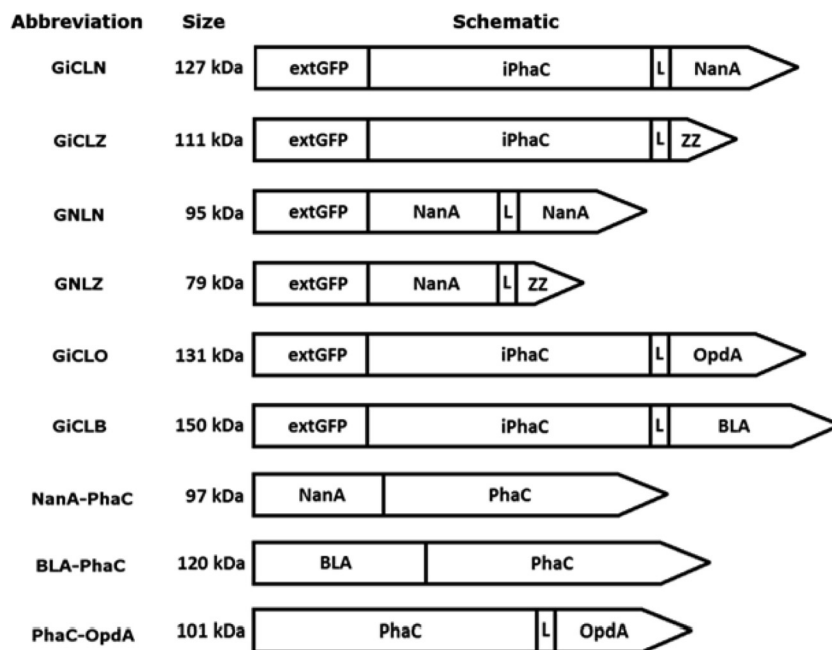 Abbreviation Size Schematic
GiCLN 127 kDa extGFP iPhaC L NanA
GiCLZ 111 kDa extGFP iPhaC L ZZ
GNLN 95 kDa extGFP NanA L NanA
GNLZ 79 kDa extGFP NanA L ZZ
GiCLO 131 kDa extGFP iPhaC L OpdA
GiCLB 150 kDa extGFP iPhaC L BLA
NanA-PhaC 97 kDa NanA PhaC
BLA-PhaC 120 kDa BLA PhaC
PhaC-OpdA 101 kDa PhaC L OpdA